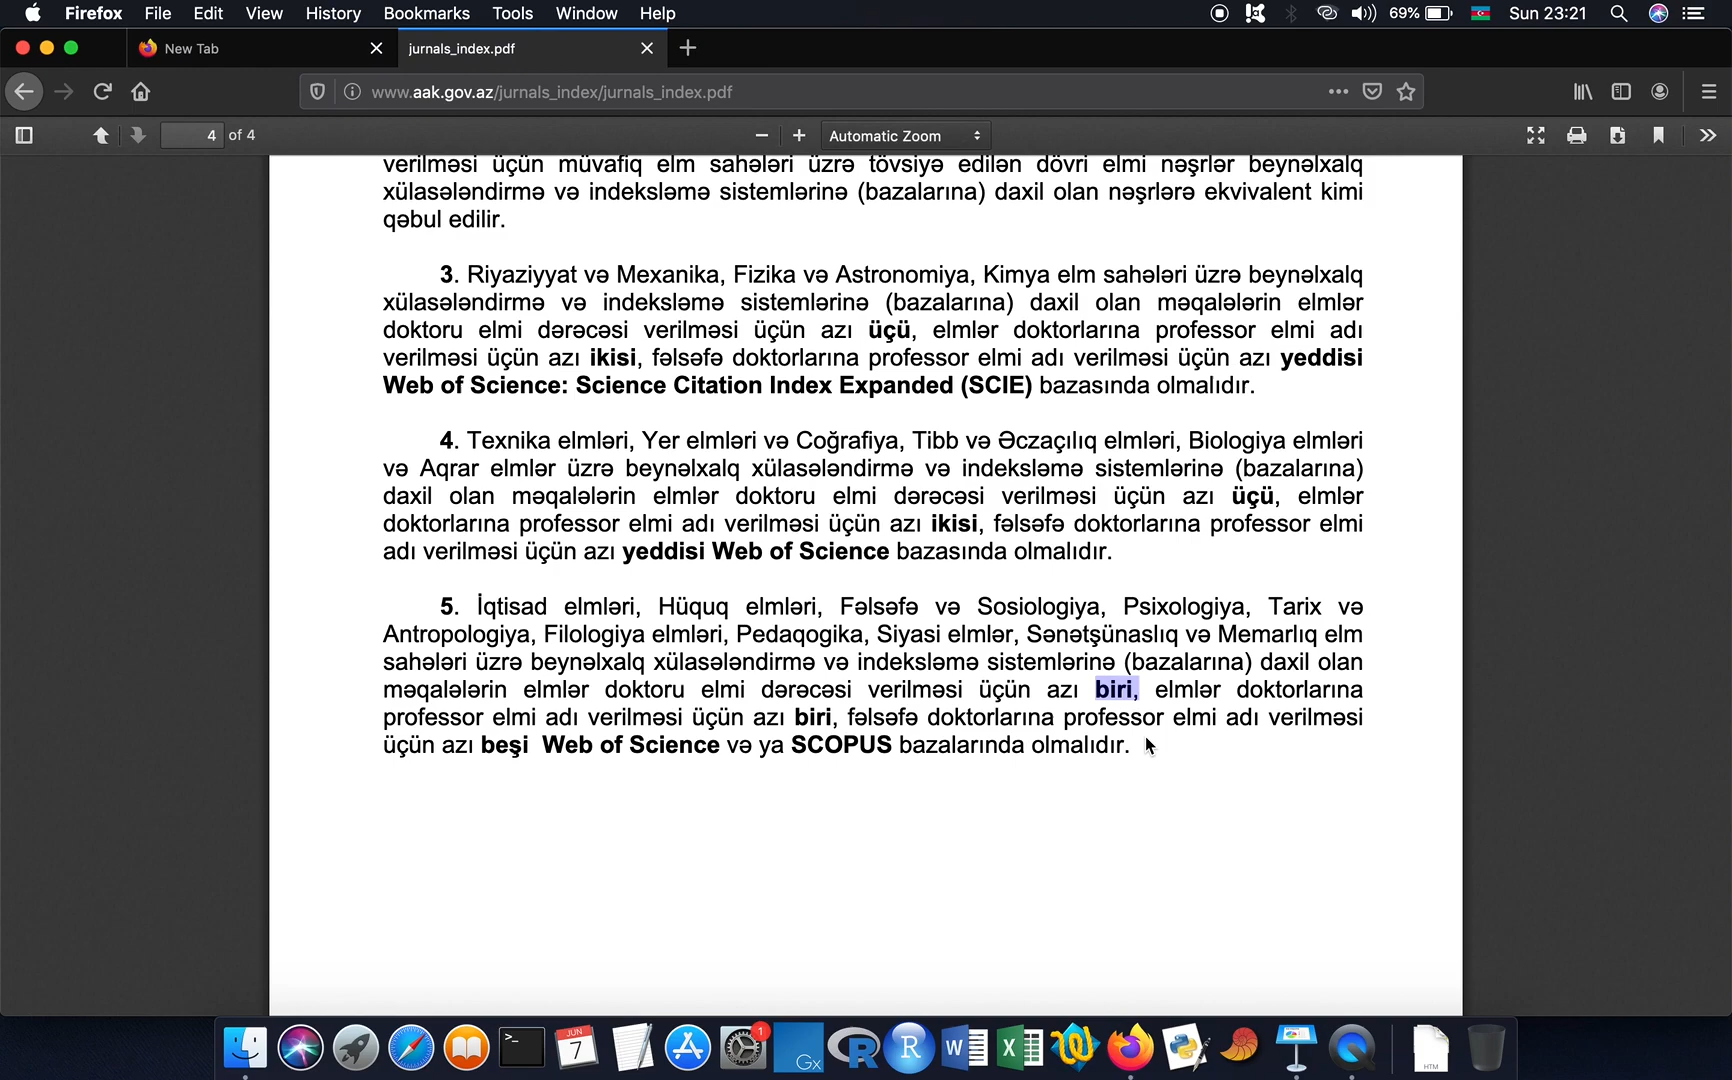 Firefox File Edit View History Bookmarks Tools Window Help 69% Sun 23:21
New Tab jurnals_index.pdf
www.aak.gov.az/jurnals_index/jurnals_index.pdf
4 of 4 Automatic Zoom
verilməsi üçün müvafiq elm sahələri üzrə tövsiyə edilən dövri elmi nəşrlər beynəlxalq
xülasələndirmə və indeksləmə sistemlərinə (bazalarına) daxil olan nəşrlərə ekvivalent kimi
qəbul edilir.
3. Riyaziyyat və Mexanika, Fizika və Astronomiya, Kimya elm sahələri üzrə beynəlxalq
xülasələndirmə və indeksləmə sistemlərinə (bazalarına) daxil olan məqalələrin elmlər
doktoru elmi dərəcəsi verilməsi üçün azı üçü, elmlər doktorlarına professor elmi adı
verilməsi üçün azı ikisi, fəlsəfə doktorlarına professor elmi adı verilməsi üçün azı yeddisi
Web of Science: Science Citation Index Expanded (SCIE) bazasında olmalıdır.
4. Texnika elmləri, Yer elmləri və Coğrafiya, Tibb və Əczaçılıq elmləri, Biologiya elmləri
və Aqrar elmlər üzrə beynəlxalq xülasələndirmə və indeksləmə sistemlərinə (bazalarına)
daxil olan məqalələrin elmlər doktoru elmi dərəcəsi verilməsi üçün azı üçü, elmlər
doktorlarına professor elmi adı verilməsi üçün azı ikisi, fəlsəfə doktorlarına professor elmi
adı verilməsi üçün azı yeddisi Web of Science bazasında olmalıdır.
5. İqtisad elmləri, Hüquq elmləri, Fəlsəfə və Sosiologiya, Psixologiya, Tarix və
Antropologiya, Filologiya elmləri, Pedaqogika, Siyasi elmlər, Sənətşünaslıq və Memarlıq elm
sahələri üzrə beynəlxalq xülasələndirmə və indeksləmə sistemlərinə (bazalarına) daxil olan
məqalələrin elmlər doktoru elmi dərəcəsi verilməsi üçün azı biri, elmlər doktorlarına
professor elmi adı verilməsi üçün azı biri, fəlsəfə doktorlarına professor elmi adı verilməsi
üçün azı beşi Web of Science və ya SCOPUS bazalarında olmalıdır.
JUN
7
1
Gx
R
R
W
X
HTM